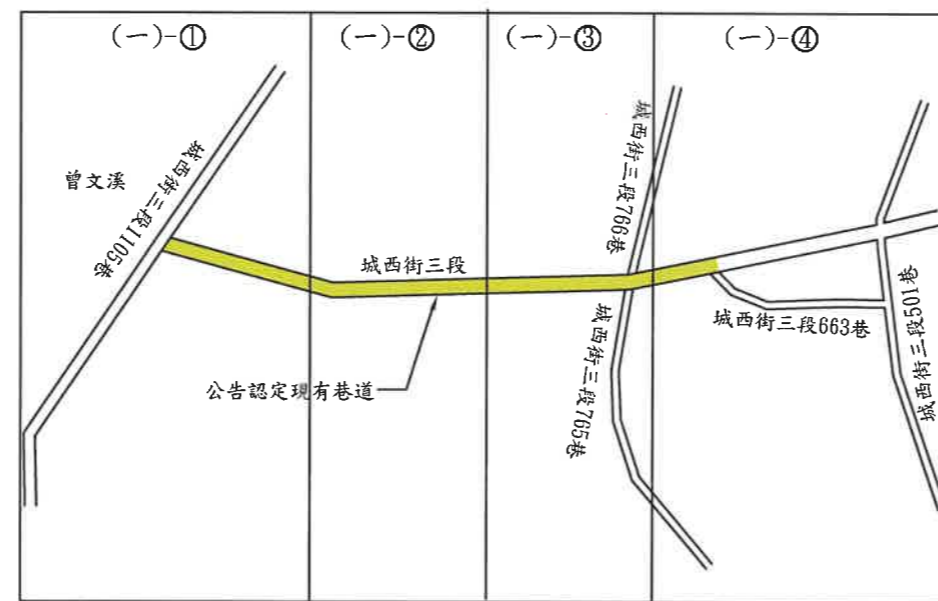 (一)-①
(一)-②
(一)-③
(一)-④
曾文溪
城西街三段1105巷
城西街三段
城西街三段766巷
城西街三段765巷
城西街三段663巷
城西街三段501巷
公告認定現有巷道